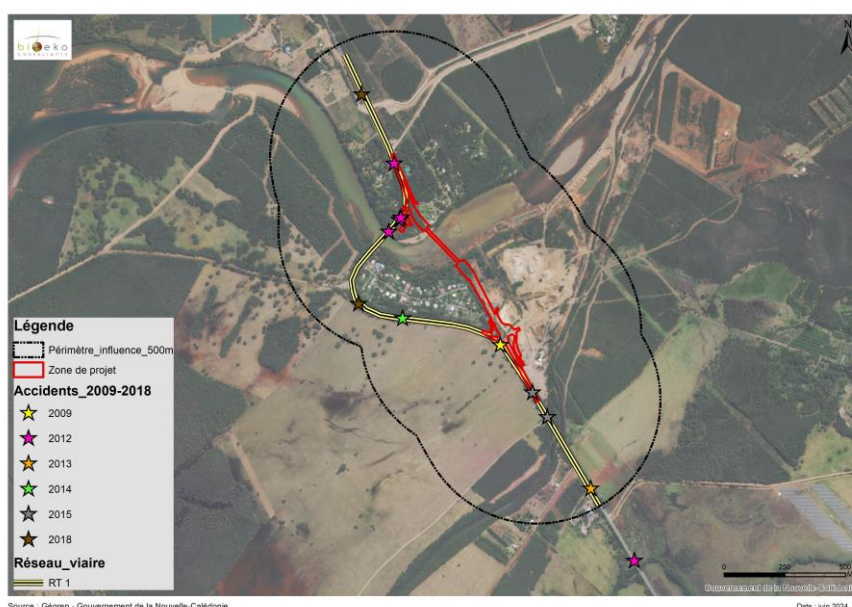 bioeko
CONSULTANTS
N
Légende
Périmètre_influence_500m
Zone de projet
Accidents_2009-2018
2009
2012
2013
2014
2015
2018
Réseau_viaire
RT 1
0 250 500
M
Gouvernement de la Nouvelle-Calédonie
Source : Géorep - Gouvernement de la Nouvelle-Calédonie
Date : juin 2024